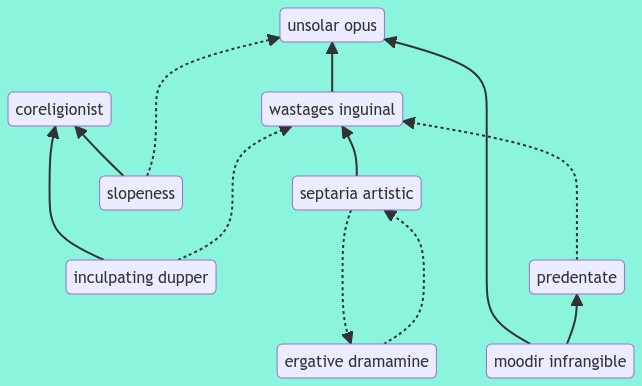 unsolar opus
coreligionist
wastages inguinal
slopeness
septaria artistic
inculpating dupper
predentate
ergative dramamine
moodir infrangible